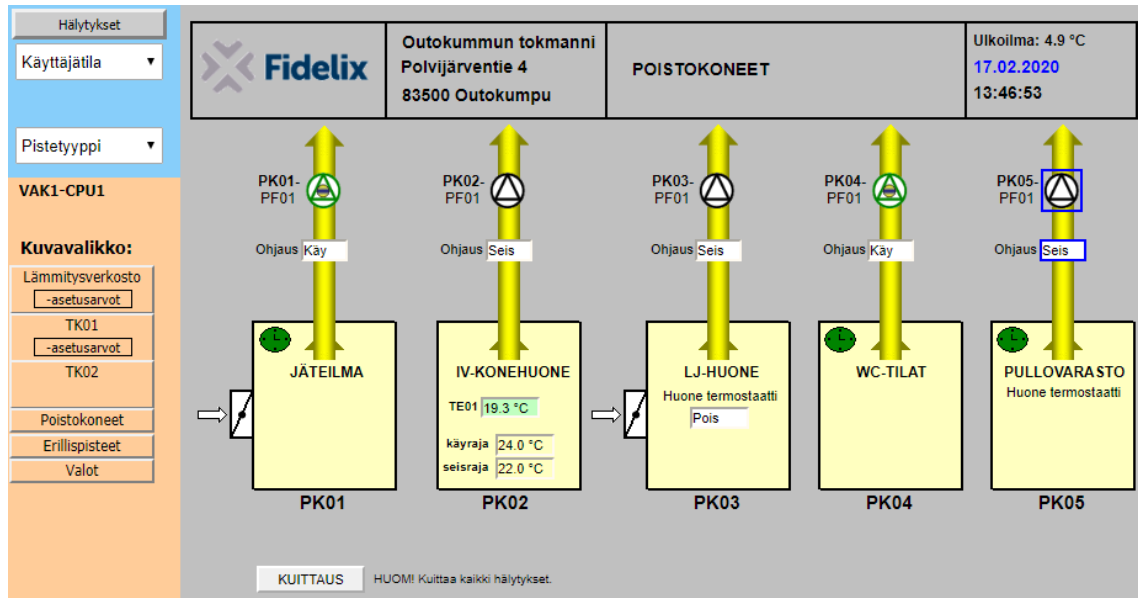 Hälytykset
Käyttäjätila
Pistetyyppi
VAK1-CPU1
Kuvavalikko:
Lämmitysverkosto
-asetusarvot
TK01
-asetusarvot
TK02
Poistokoneet
Erillispisteet
Valot
Fidelix
Outokummun tokmanni
Polvijärventie 4
83500 Outokumpu
POISTOKONEET
Ulkoilma: 4.9 °C
17.02.2020
13:46:53
PK01-
PF01
Ohjaus Käy
JÄTEILMA
PK01
PK02-
PF01
Ohjaus Seis
IV-KONEHUONE
TE01 19.3 °C
käyraja 24.0 °C
seisraja 22.0 °C
PK02
PK03-
PF01
Ohjaus Seis
LJ-HUONE
Huone termostaatti
Pois
PK03
PK04-
PF01
Ohjaus Käy
WC-TILAT
PK04
PK05-
PF01
Ohjaus Seis
PULLOVARASTO
Huone termostaatti
PK05
KUITTAUS HUOM! Kuittaa kaikki hälytykset.